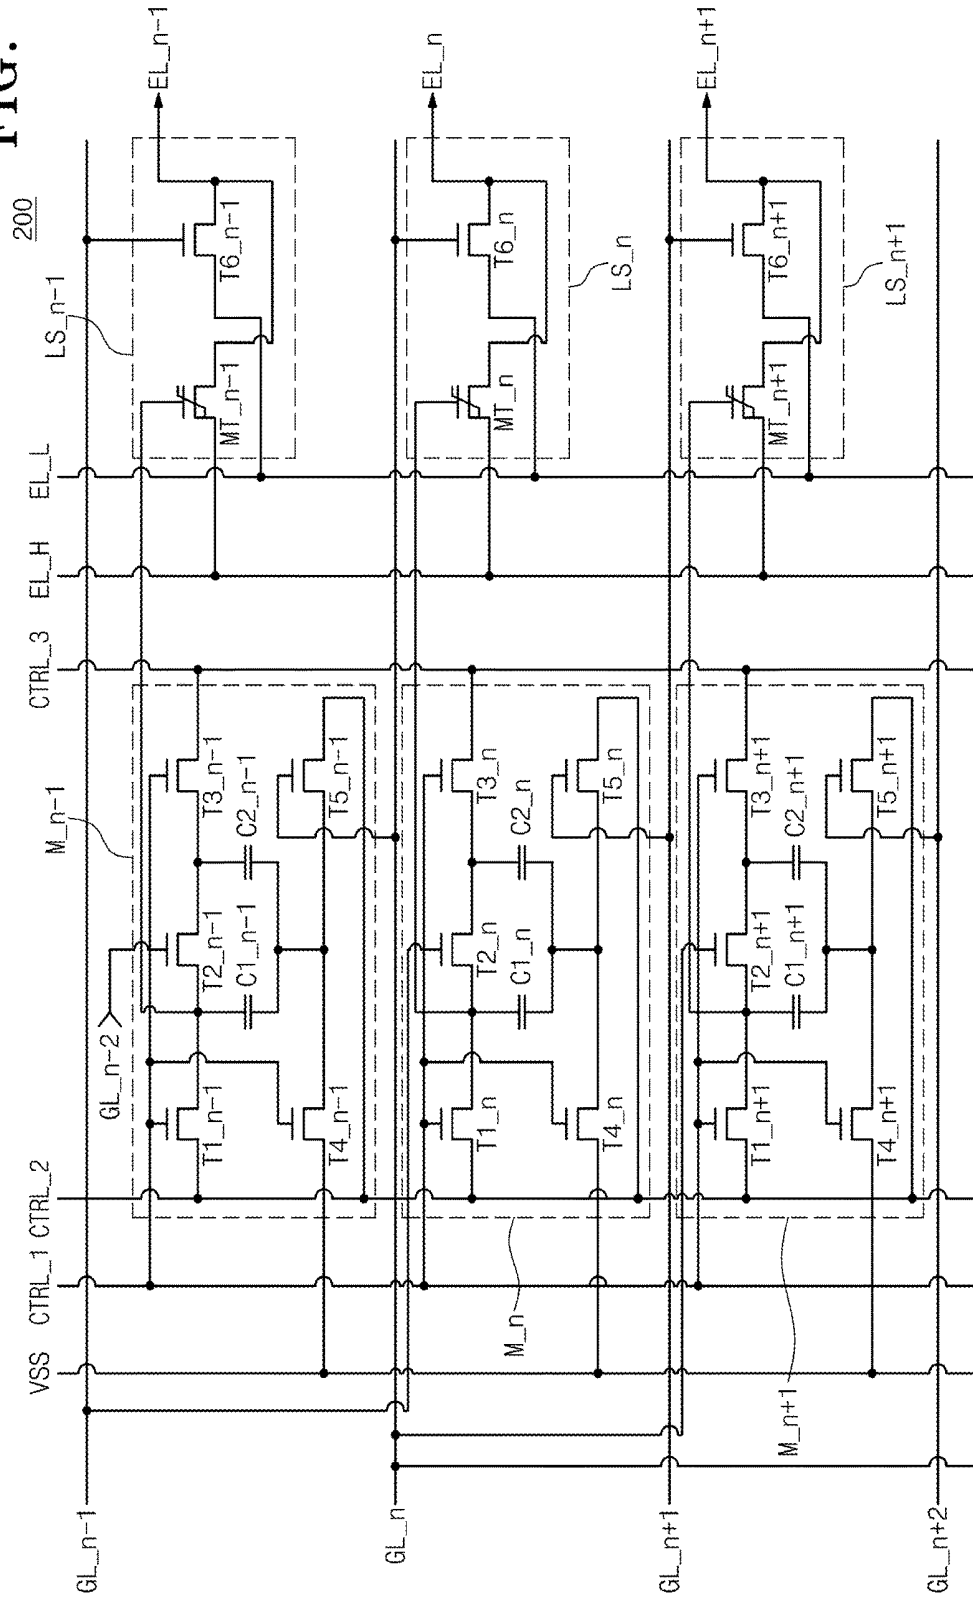 FIG.
200
VSS
CTRL_1
CTRL_2
CTRL_3
EL_H
EL_L
GL_n-1
GL_n-2
M_n-1
LS_n-1
T1_n-1
T2_n-1
T3_n-1
C1_n-1
C2_n-1
T4_n-1
T5_n-1
MT_n-1
T6_n-1
EL_n-1
GL_n
T1_n
T2_n
T3_n
C1_n
C2_n
T4_n
T5_n
M_n
MT_n
T6_n
LS_n
EL_n
GL_n+1
T1_n+1
T2_n+1
T3_n+1
C1_n+1
C2_n+1
T4_n+1
T5_n+1
M_n+1
MT_n+1
T6_n+1
LS_n+1
EL_n+1
GL_n+2